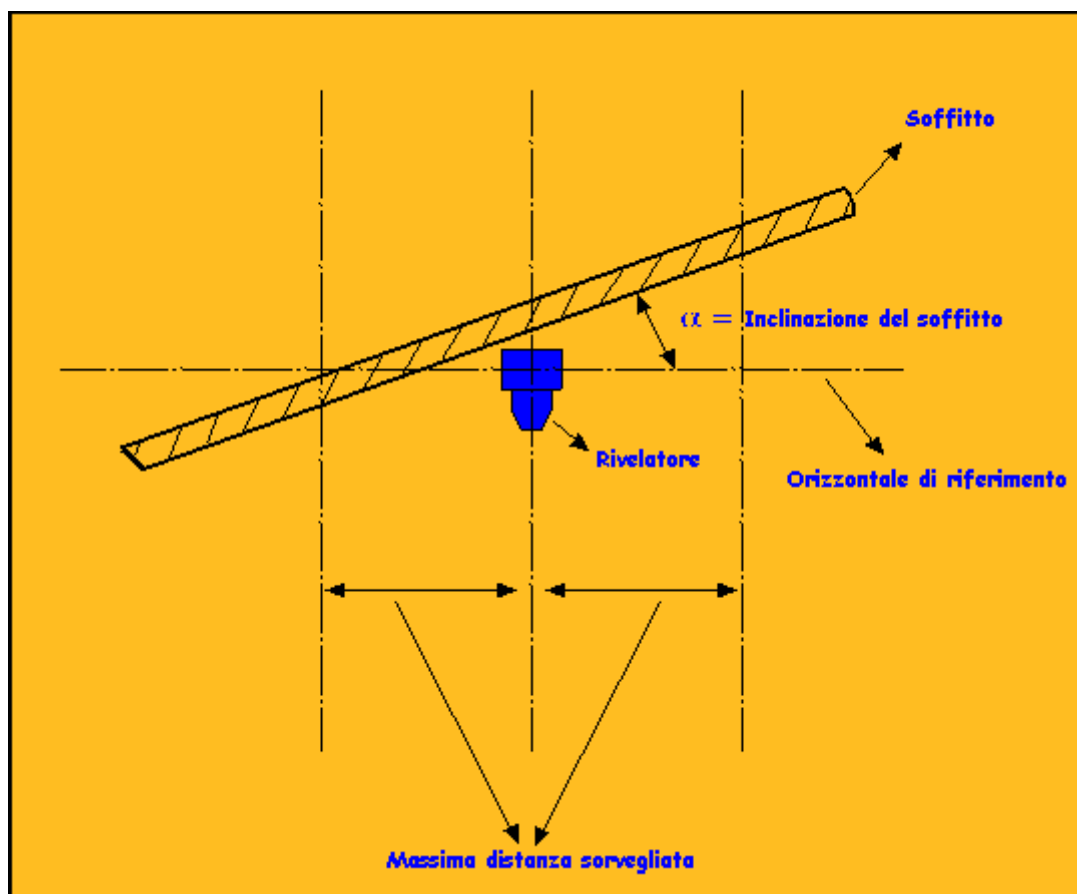 Soffitto
α = Inclinazione del soffitto
Rivelatore
Orizzontale di riferimento
Massima distanza sorvegliata